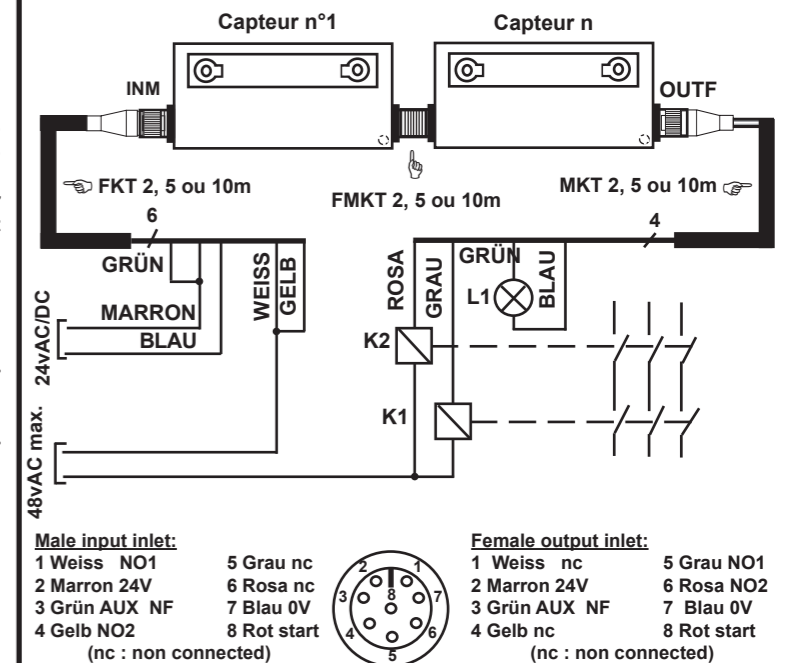 Capteur n°1
Capteur n
INM
OUTF
FKT 2, 5 ou 10m
FMKT 2, 5 ou 10m
MKT 2, 5 ou 10m
6
4
GRÜN
MARRON
BLAU
WEISS
GELB
ROSA
GRAU
GRÜN
BLAU
L1
K2
K1
24vAC/DC
48vAC max.
Male input inlet:
1 Weiss NO1
2 Marron 24V
3 Grün AUX NF
4 Gelb NO2
5 Grau nc
6 Rosa nc
7 Blau 0V
8 Rot start
(nc : non connected)
2
1
3
8
7
4
6
5
Female output inlet:
1 Weiss nc
2 Marron 24V
3 Grün AUX NF
4 Gelb nc
5 Grau NO1
6 Rosa NO2
7 Blau 0V
8 Rot start
(nc : non connected)